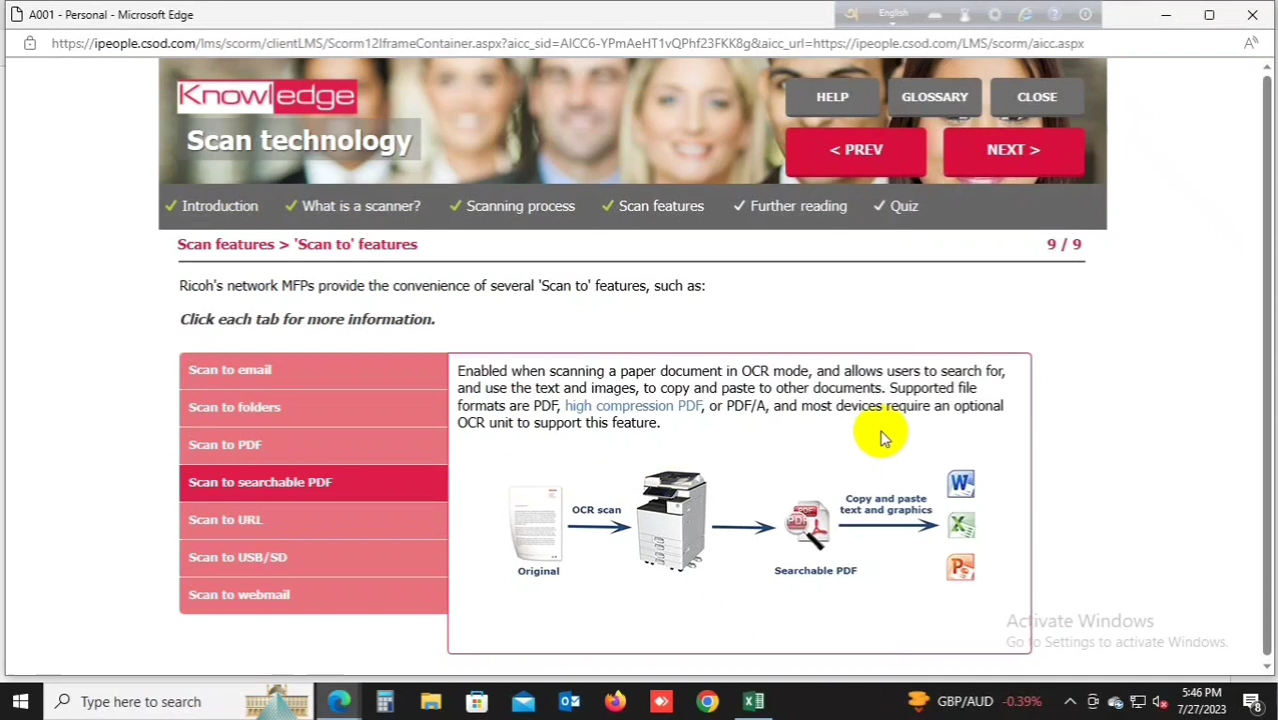 A001 - Personal - Microsoft Edge
English
https://ipeople.csod.com/lms/scorm/clientLMS/Scorm12IframeContainer.aspx?aicc_sid=AICC6-YPmAeHT1vQPhf23FKK8g&aicc_url=https://ipeople.csod.com/LMS/scorm/aicc.aspx
Knowledge
HELP
GLOSSARY
CLOSE
Scan technology
< PREV
NEXT >
Introduction
What is a scanner?
Scanning process
Scan features
Further reading
Quiz
Scan features > 'Scan to' features
9 / 9
Ricoh's network MFPs provide the convenience of several 'Scan to' features, such as:
Click each tab for more information.
Scan to email
Scan to folders
Scan to PDF
Scan to searchable PDF
Scan to URL
Scan to USB/SD
Scan to webmail
Enabled when scanning a paper document in OCR mode, and allows users to search for,
and use the text and images, to copy and paste to other documents. Supported file
formats are PDF, high compression PDF, or PDF/A, and most devices require an optional
OCR unit to support this feature.
OCR scan
Copy and paste
text and graphics
Original
Searchable PDF
Activate Windows
Go to Settings to activate Windows.
Type here to search
GBP/AUD -0.39%
5:46 PM
7/27/2023
8